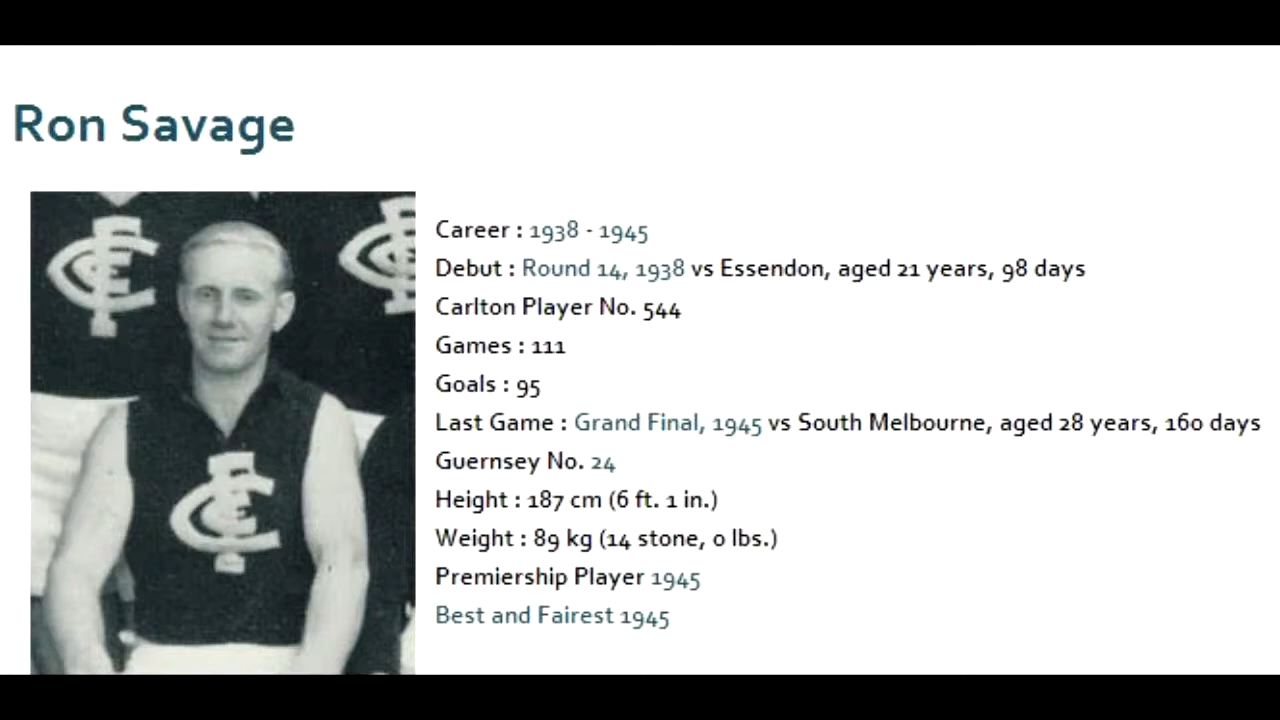 Ron Savage
Career : 1938 - 1945
Debut : Round 14, 1938 vs Essendon, aged 21 years, 98 days
Carlton Player No. 544
Games : 111
Goals : 95
Last Game : Grand Final, 1945 vs South Melbourne, aged 28 years, 160 days
Guernsey No. 24
Height : 187 cm (6 ft. 1 in.)
Weight : 89 kg (14 stone, 0 lbs.)
Premiership Player 1945
Best and Fairest 1945